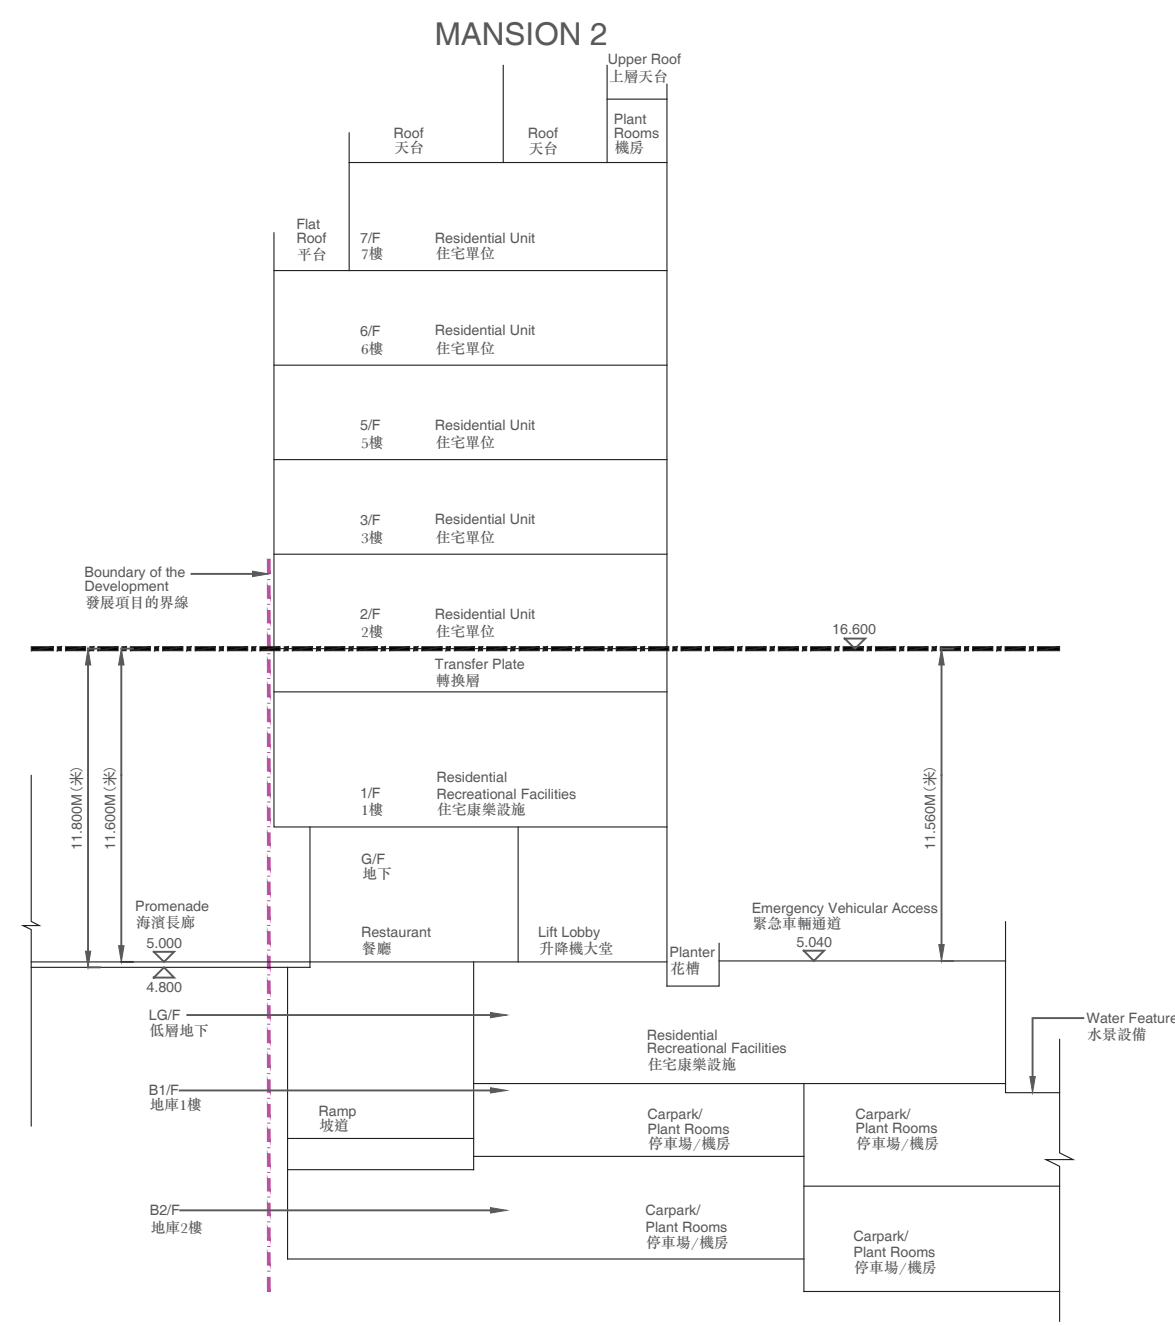 MANSION 2
Upper Roof
上層天台
Plant
Rooms
機房
Roof
天台
Roof
天台
Flat
Roof
平台
7/F Residential Unit
7樓 住宅單位
6/F Residential Unit
6樓 住宅單位
5/F Residential Unit
5樓 住宅單位
3/F Residential Unit
3樓 住宅單位
Boundary of the
Development
發展項目的界線
2/F Residential Unit
2樓 住宅單位
16.600
Transfer Plate
轉換層
11.800M (米)
11.600M (米)
11.560M (米)
Residential
1/F Recreational Facilities
1樓 住宅康樂設施
G/F
地下
Promenade
海濱長廊
5.000
4.800
Restaurant
餐廳
Lift Lobby
升降機大堂
Planter
花槽
Emergency Vehicular Access
緊急車輛通道
5.040
LG/F
低層地下
Residential
Recreational Facilities
住宅康樂設施
Water Feature
水景設備
B1/F
地庫1樓
Ramp
坡道
Carpark/
Plant Rooms
停車場/機房
Carpark/
Plant Rooms
停車場/機房
B2/F
地庫2樓
Carpark/
Plant Rooms
停車場/機房
Carpark/
Plant Rooms
停車場/機房